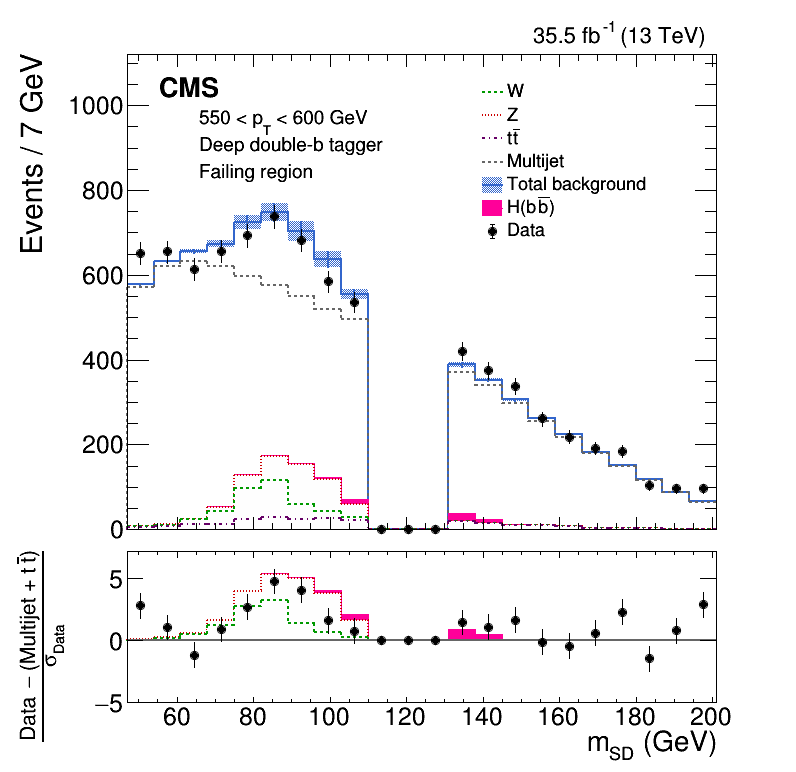 35.5 fb⁻¹ (13 TeV)
CMS
550 < p_T < 600 GeV
Deep double-b tagger
Failing region
W
Z
tt̄
Multijet
Total background
H(bb̄)
Data
Events / 7 GeV
1000
800
600
400
200
0
Data − (Multijet + tt̄)
σ_Data
5
0
−5
60 80 100 120 140 160 180 200
m_SD (GeV)